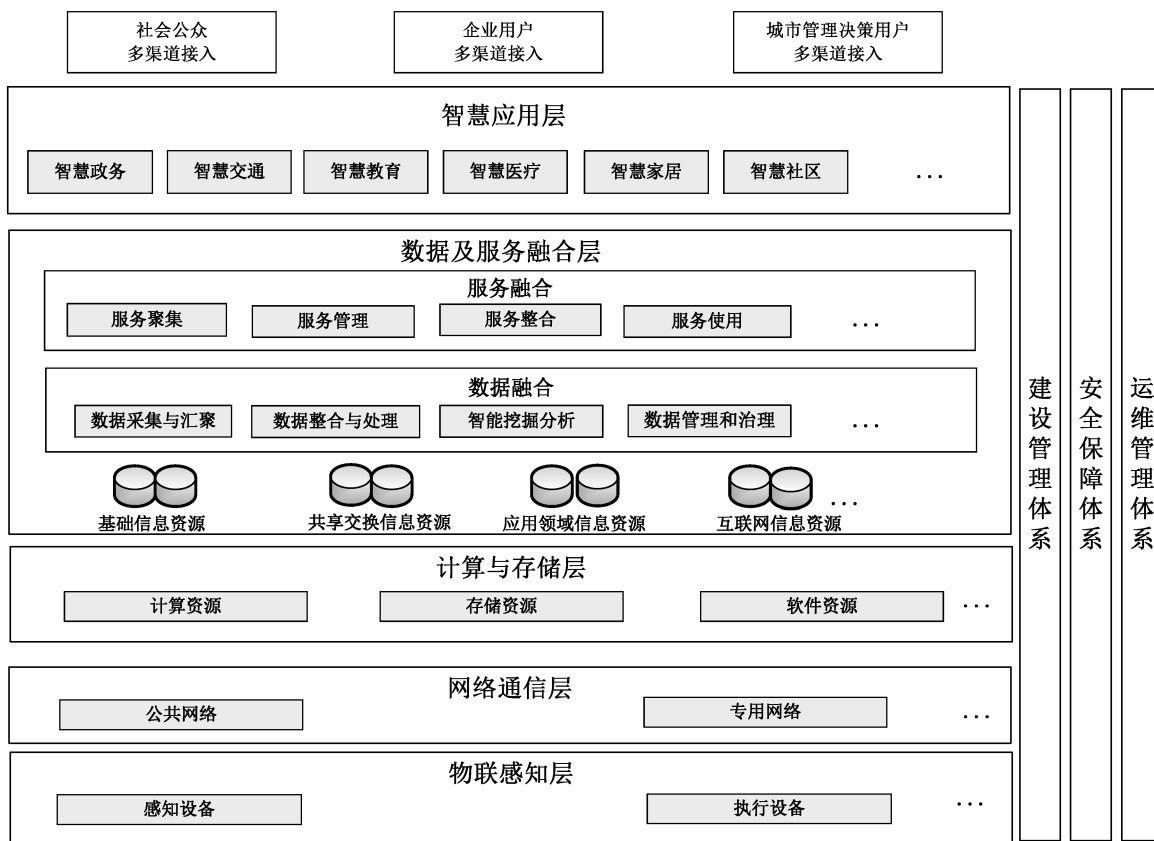 社会公众
多渠道接入
企业用户
多渠道接入
城市管理决策用户
多渠道接入
智慧应用层
智慧政务
智慧交通
智慧教育
智慧医疗
智慧家居
智慧社区
...
数据及服务融合层
服务融合
服务聚集
服务管理
服务整合
服务使用
...
数据融合
数据采集与汇聚
数据整合与处理
智能挖掘分析
数据管理和治理
...
基础信息资源
共享交换信息资源
应用领域信息资源
互联网信息资源
...
计算与存储层
计算资源
存储资源
软件资源
...
网络通信层
公共网络
专用网络
...
物联感知层
感知设备
执行设备
...
建设管理体系
安全保障体系
运维管理体系